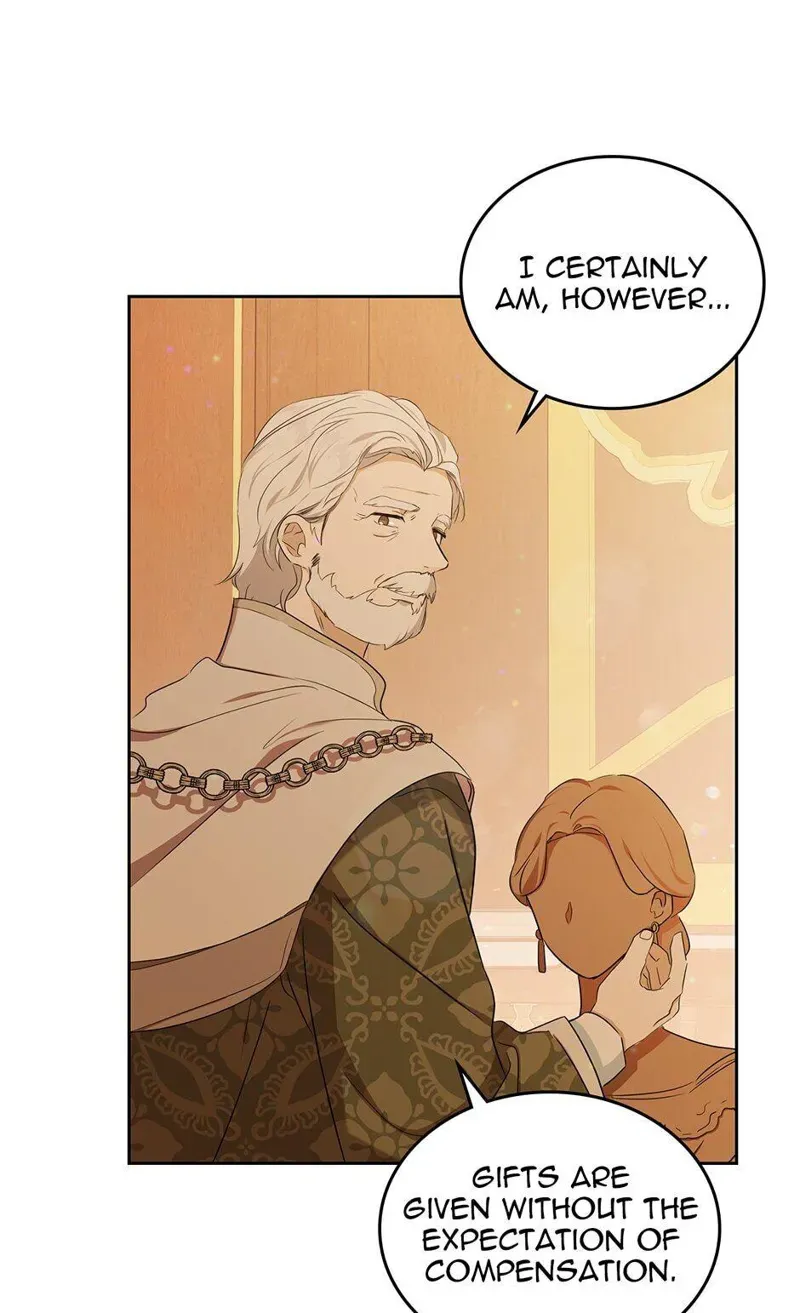 I CERTAINLY
AM, HOWEVER...
GIFTS ARE
GIVEN WITHOUT THE
EXPECTATION OF
COMPENSATION.